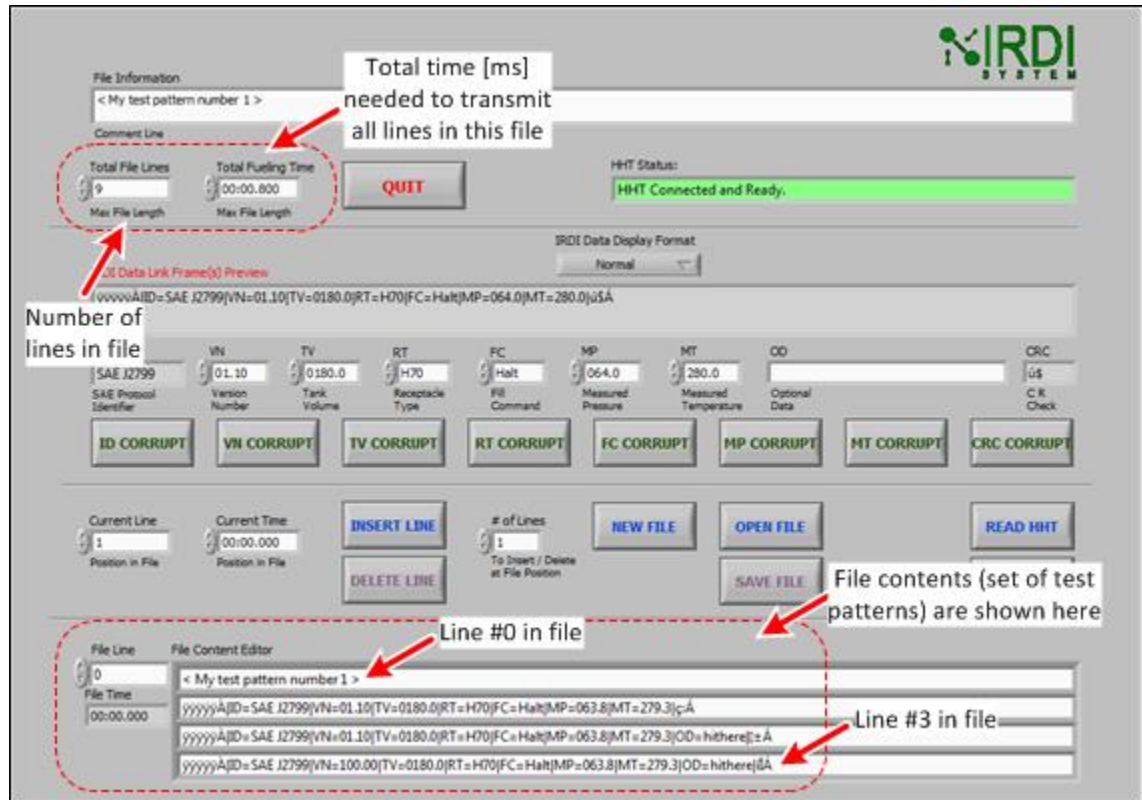 IRDI
SYSTEM
File Information
< My test pattern number 1 >
Comment Line
Total time [ms]
needed to transmit
all lines in this file
Total File Lines
Total Fueling Time
9
00:00.800
Max File Length
Max File Length
QUIT
HHT Status:
HHT Connected and Ready.
IRDI Data Display Format
Normal
Data Link Frame(s) Preview
ÿÿÿÿÿÀ|ID=SAE J2799|VN=01.10|TV=0180.0|RT=H70|FC=Halt|MP=064.0|MT=280.0|ú$Á
Number of
lines in file
VN
TV
RT
FC
MP
MT
OD
CRC
SAE J2799
01.10
0180.0
H70
Halt
064.0
280.0
ú$
SAE Protocol
Identifier
Version
Number
Tank
Volume
Receptacle
Type
Fill
Command
Measured
Pressure
Measured
Temperature
Optional
Data
C R
Check
ID CORRUPT
VN CORRUPT
TV CORRUPT
RT CORRUPT
FC CORRUPT
MP CORRUPT
MT CORRUPT
CRC CORRUPT
Current Line
1
Position in File
Current Time
00:00.000
Position in File
INSERT LINE
DELETE LINE
# of Lines
1
To Insert / Delete
at File Position
NEW FILE
OPEN FILE
SAVE FILE
READ HHT
File contents (set of test
patterns) are shown here
Line #0 in file
File Line
0
File Time
00:00.000
File Content Editor
< My test pattern number 1 >
ÿÿÿÿÿÀ|ID=SAE J2799|VN=01.10|TV=0180.0|RT=H70|FC=Halt|MP=063.8|MT=279.3|ç·Á
ÿÿÿÿÿÀ|ID=SAE J2799|VN=01.10|TV=0180.0|RT=H70|FC=Halt|MP=063.8|MT=279.3|OD=hithere|¦±Á
Line #3 in file
ÿÿÿÿÿÀ|ID=SAE J2799|VN=100.00|TV=0180.0|RT=H70|FC=Halt|MP=063.8|MT=279.3|OD=hithere|åÁ